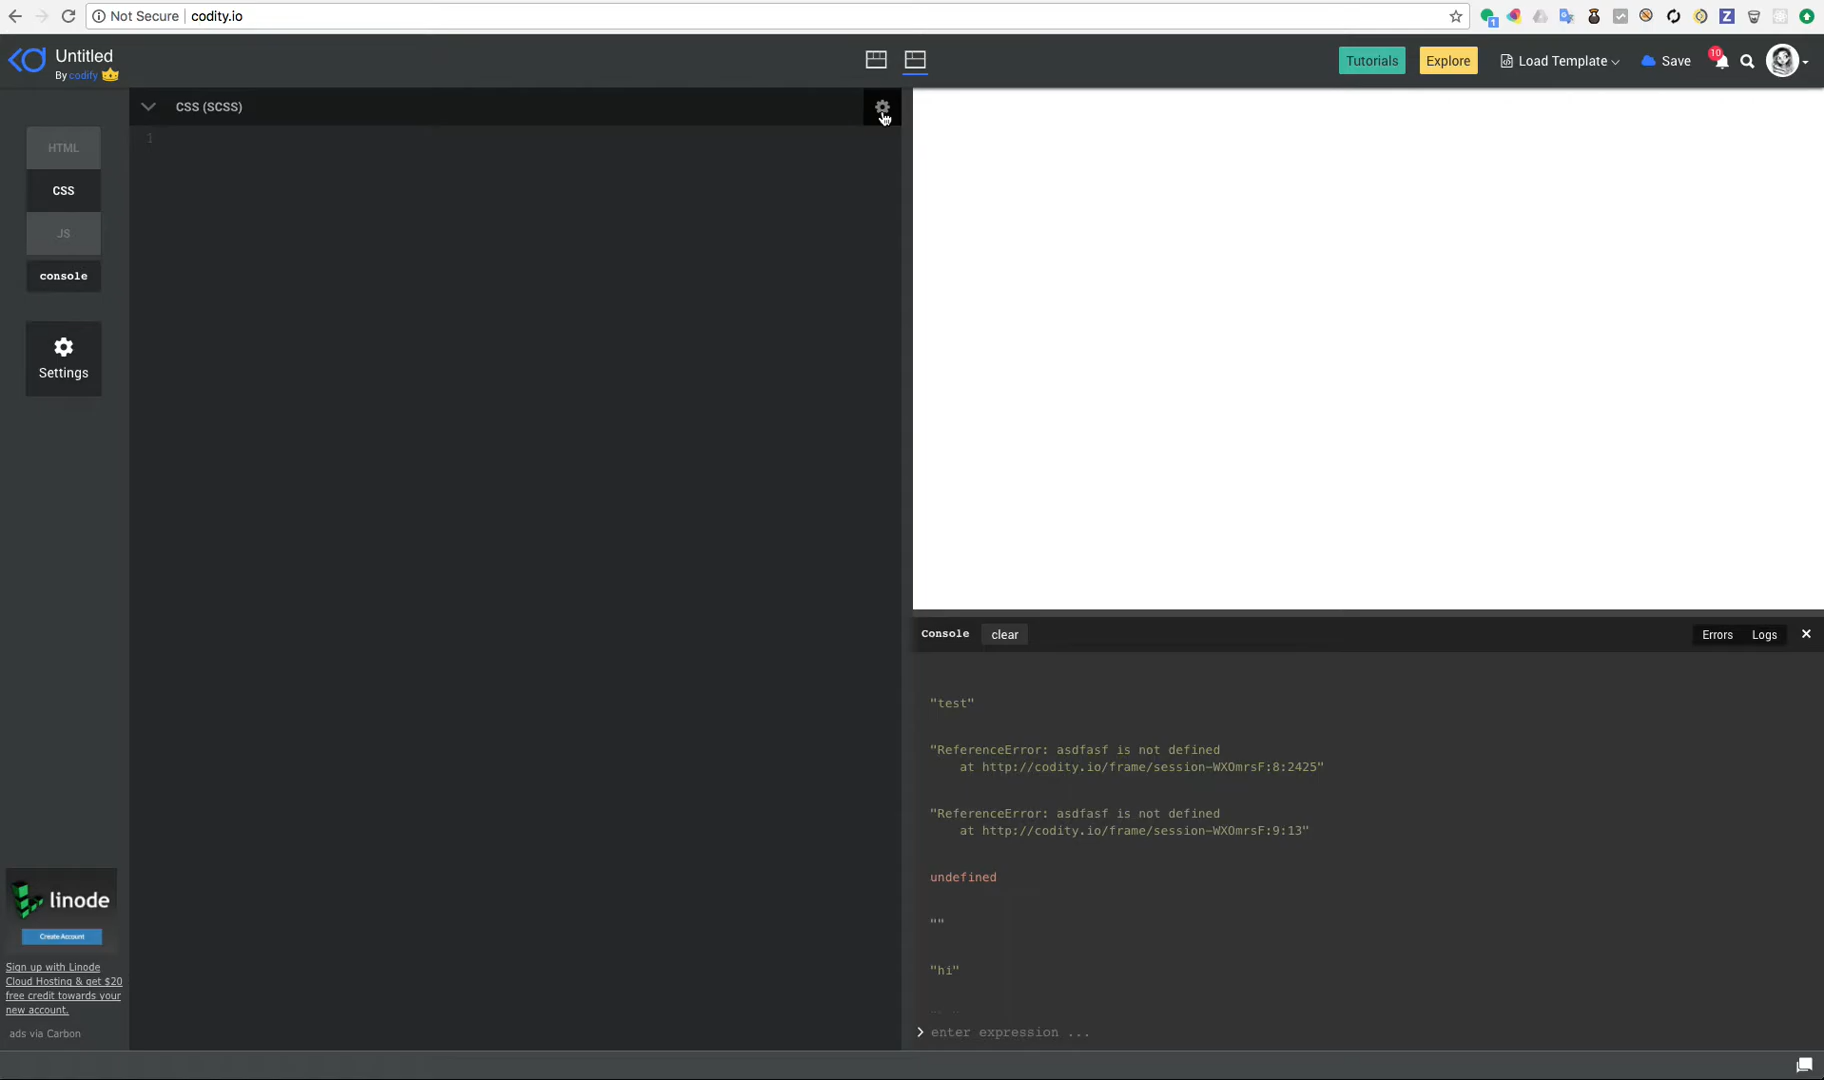 Not Secure | codity.io
1
Untitled
By codify
Tutorials
Explore
Load Template
Save
10
CSS (SCSS)
1
HTML
CSS
JS
console
Settings
Console
clear
Errors
Logs
"test"
"ReferenceError: asdfasf is not defined
at http://codity.io/frame/session-WXOmrsF:8:2425"
"ReferenceError: asdfasf is not defined
at http://codity.io/frame/session-WXOmrsF:9:13"
undefined
""
"hi"
> enter expression ...
linode
Create Account
Sign up with Linode
Cloud Hosting & get $20
free credit towards your
new account.
ads via Carbon